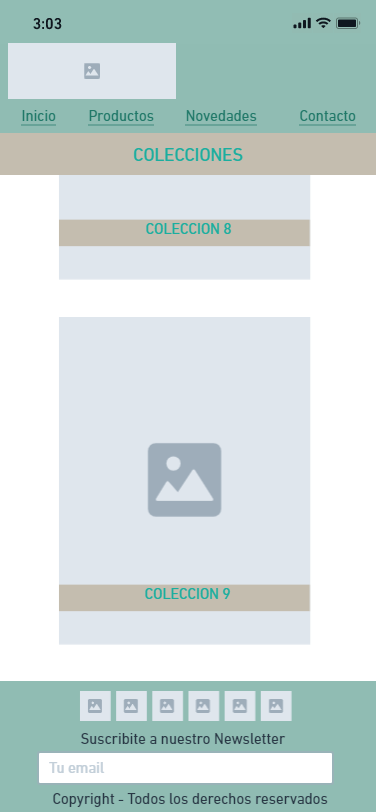 3:03
Inicio Productos Novedades Contacto
COLECCIONES
COLECCION 8
COLECCION 9
Suscribite a nuestro Newsletter
Tu email
Copyright - Todos los derechos reservados